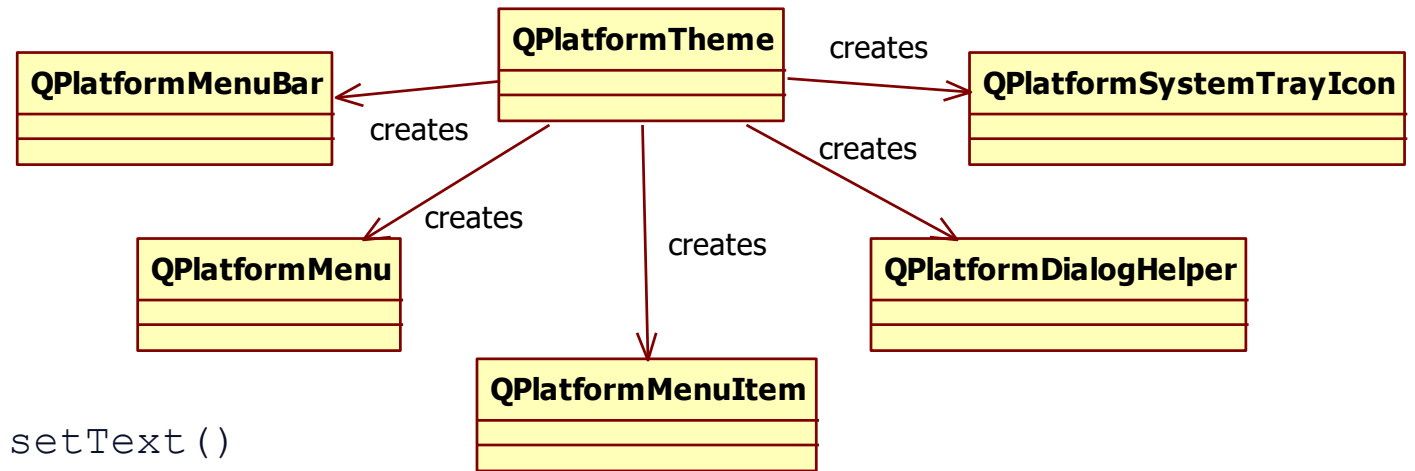 QPlatformTheme
creates
QPlatformMenuBar
QPlatformSystemTrayIcon
creates
creates
creates
creates
QPlatformMenu
QPlatformDialogHelper
QPlatformMenuItem
setText()